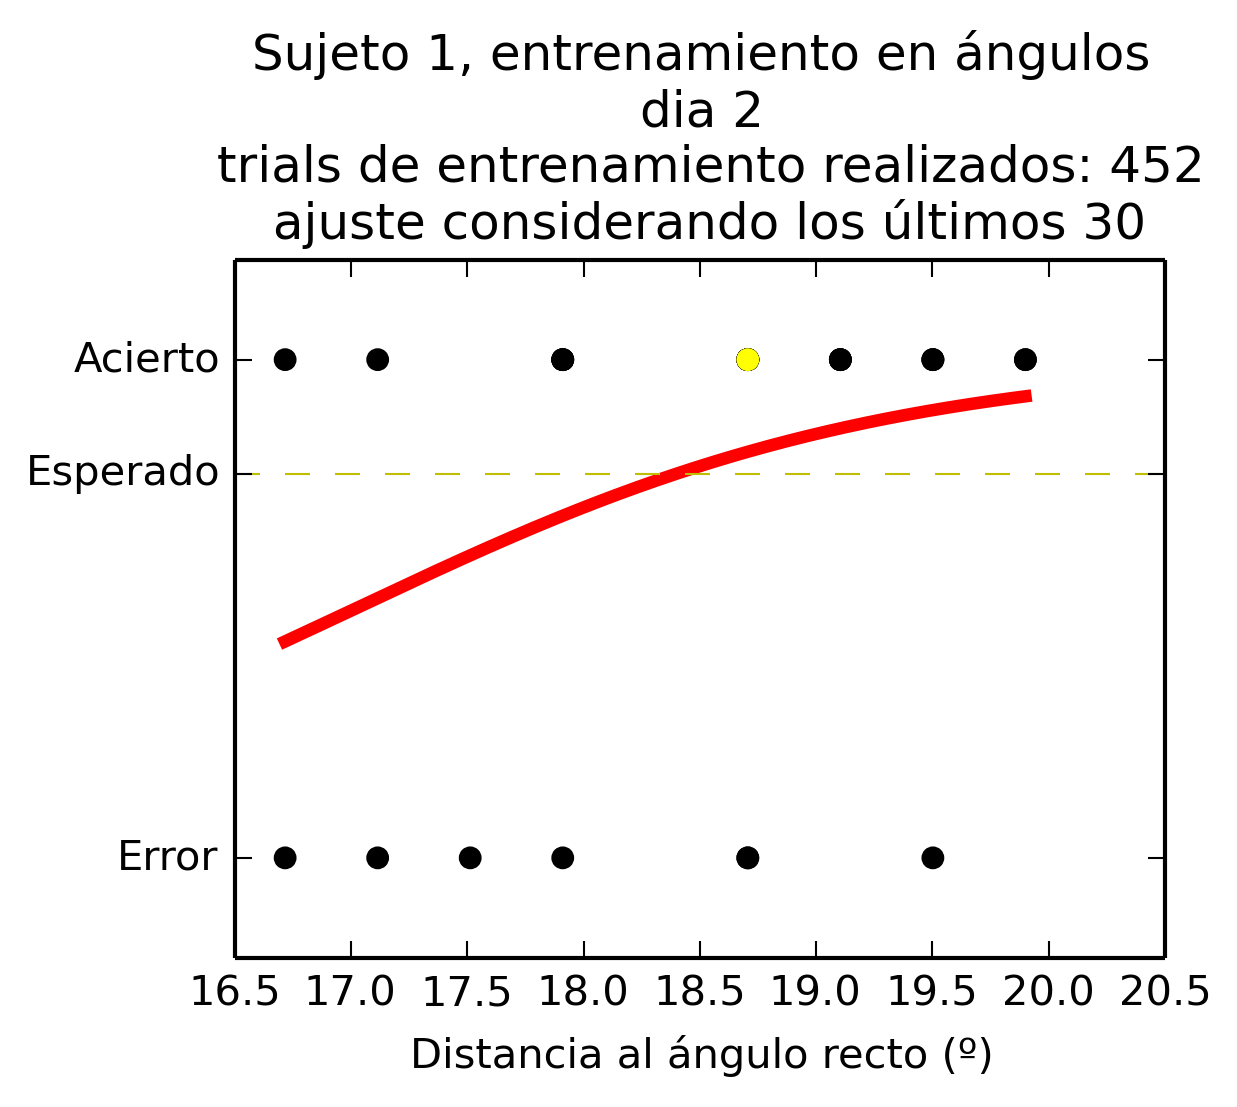 Sujeto 1, entrenamiento en ángulos
dia 2
trials de entrenamiento realizados: 452
ajuste considerando los últimos 30
Acierto
Esperado
Error
16.5 17.0 17.5 18.0 18.5 19.0 19.5 20.0 20.5
Distancia al ángulo recto (º)